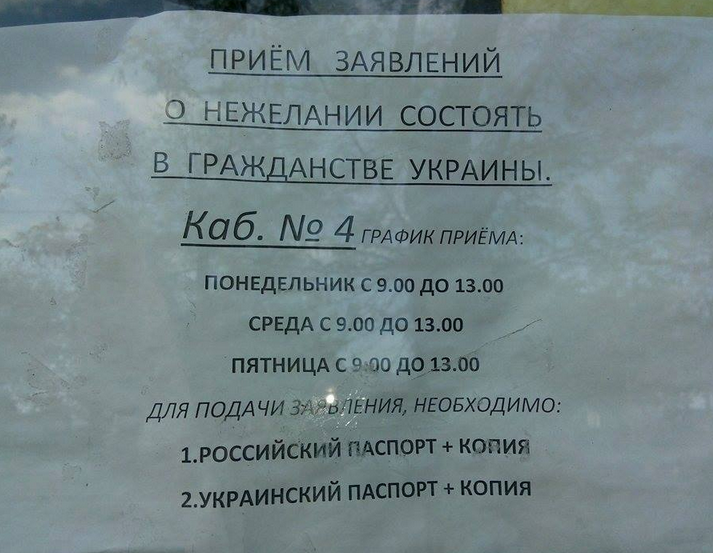 ПРИЁМ ЗАЯВЛЕНИЙ
О НЕЖЕЛАНИИ СОСТОЯТЬ
В ГРАЖДАНСТВЕ УКРАИНЫ.
Каб. № 4 ГРАФИК ПРИЁМА:
ПОНЕДЕЛЬНИК С 9.00 ДО 13.00
СРЕДА С 9.00 ДО 13.00
ПЯТНИЦА С 9.00 ДО 13.00
ДЛЯ ПОДАЧИ ЗАЯВЛЕНИЯ, НЕОБХОДИМО:
1.РОССИЙСКИЙ ПАСПОРТ + КОПИЯ
2.УКРАИНСКИЙ ПАСПОРТ + КОПИЯ